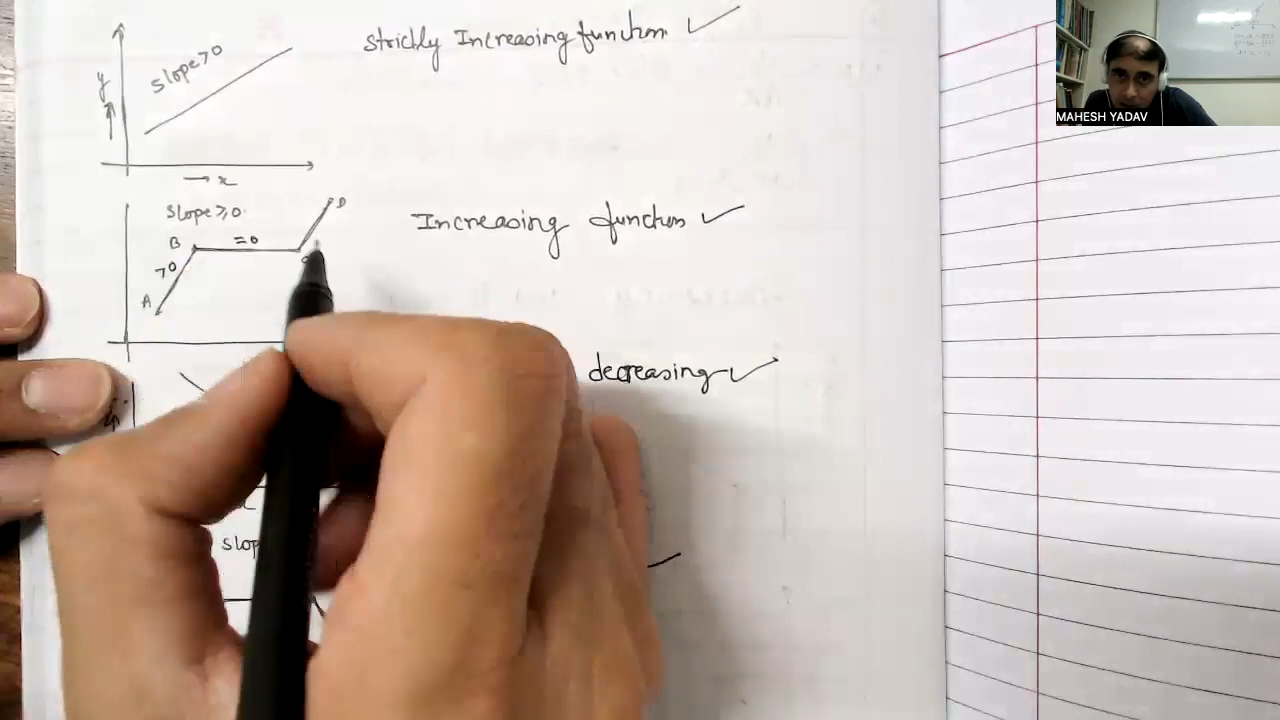 slope>0
strictly Increasing function ✓
y
→ x
slope≥0
Increasing function ✓
B
=0
D
>0
A
decreasing ✓
slop
MAHESH YADAV